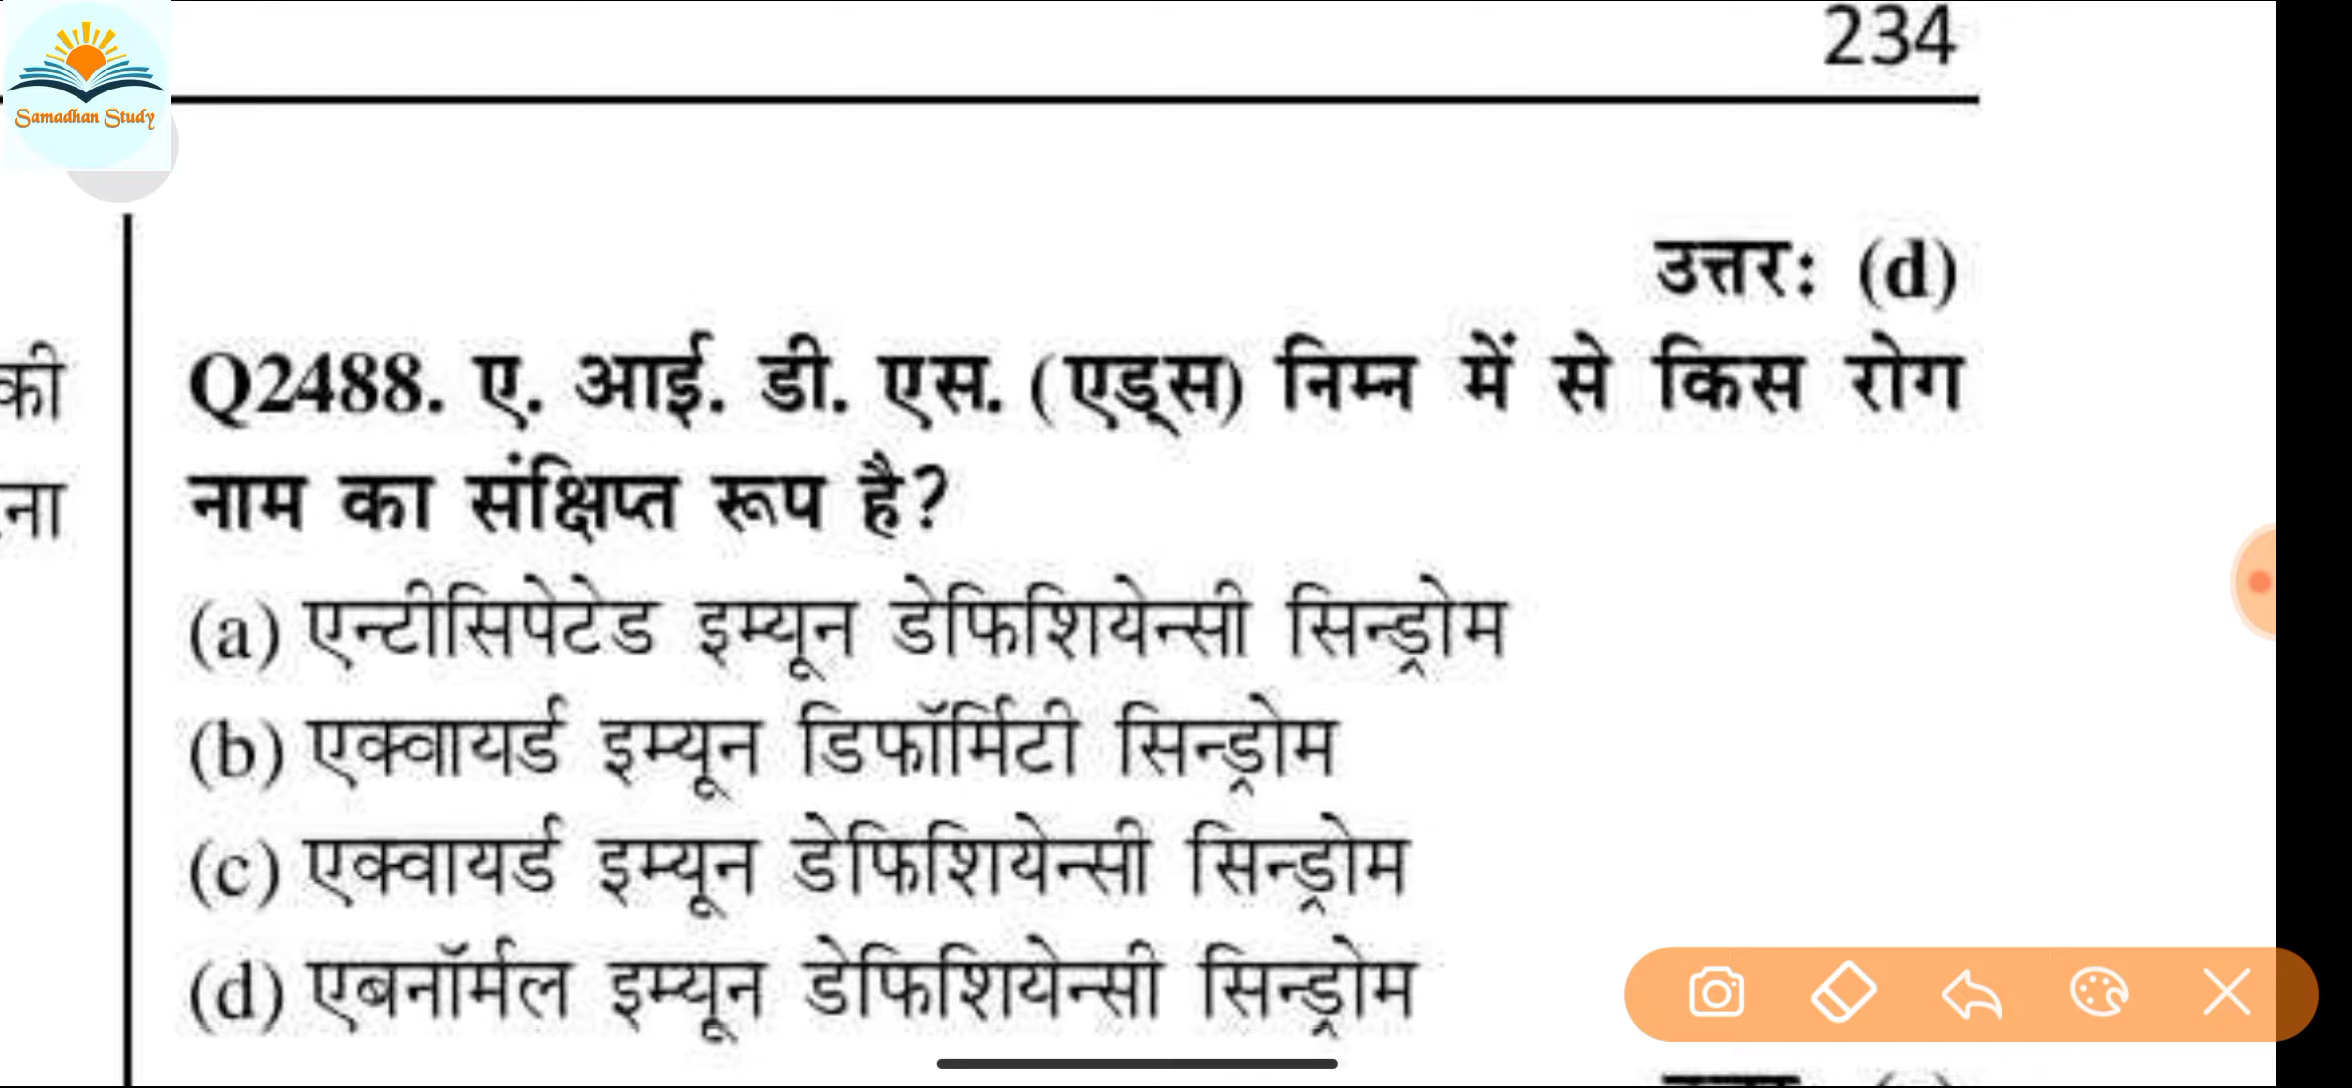 Samadhan Study
234
उत्तरः (d)
की
ना
Q2488. ए. आई. डी. एस. (एड्स) निम्न में से किस रोग
नाम का संक्षिप्त रूप है?
(a) एन्टीसिपेटेड इम्यून डेफिशियेन्सी सिन्ड्रोम
(b) एक्वायर्ड इम्यून डिफॉर्मिटी सिन्ड्रोम
(c) एक्वायर्ड इम्यून डेफिशियेन्सी सिन्ड्रोम
(d) एबनॉर्मल इम्यून डेफिशियेन्सी सिन्ड्रोम